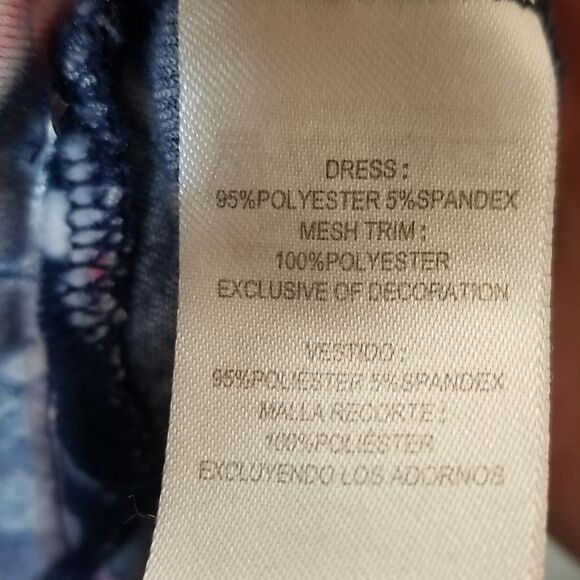 DRESS :
95%POLYESTER 5%SPANDEX
MESH TRIM :
100%POLYESTER
EXCLUSIVE OF DECORATION
VESTIDO :
95%POLIESTER 5%SPANDEX
MALLA RECORTE :
100%POLIÉSTER
EXCLUYENDO LOS ADORNOS